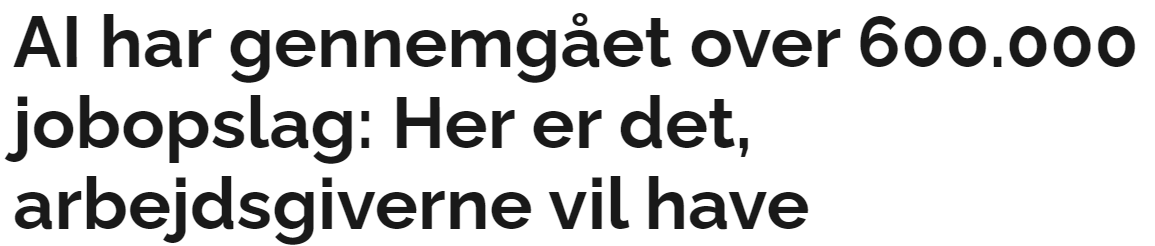 AI har gennemgået over 600.000
jobopslag: Her er det,
arbejdsgiverne vil have